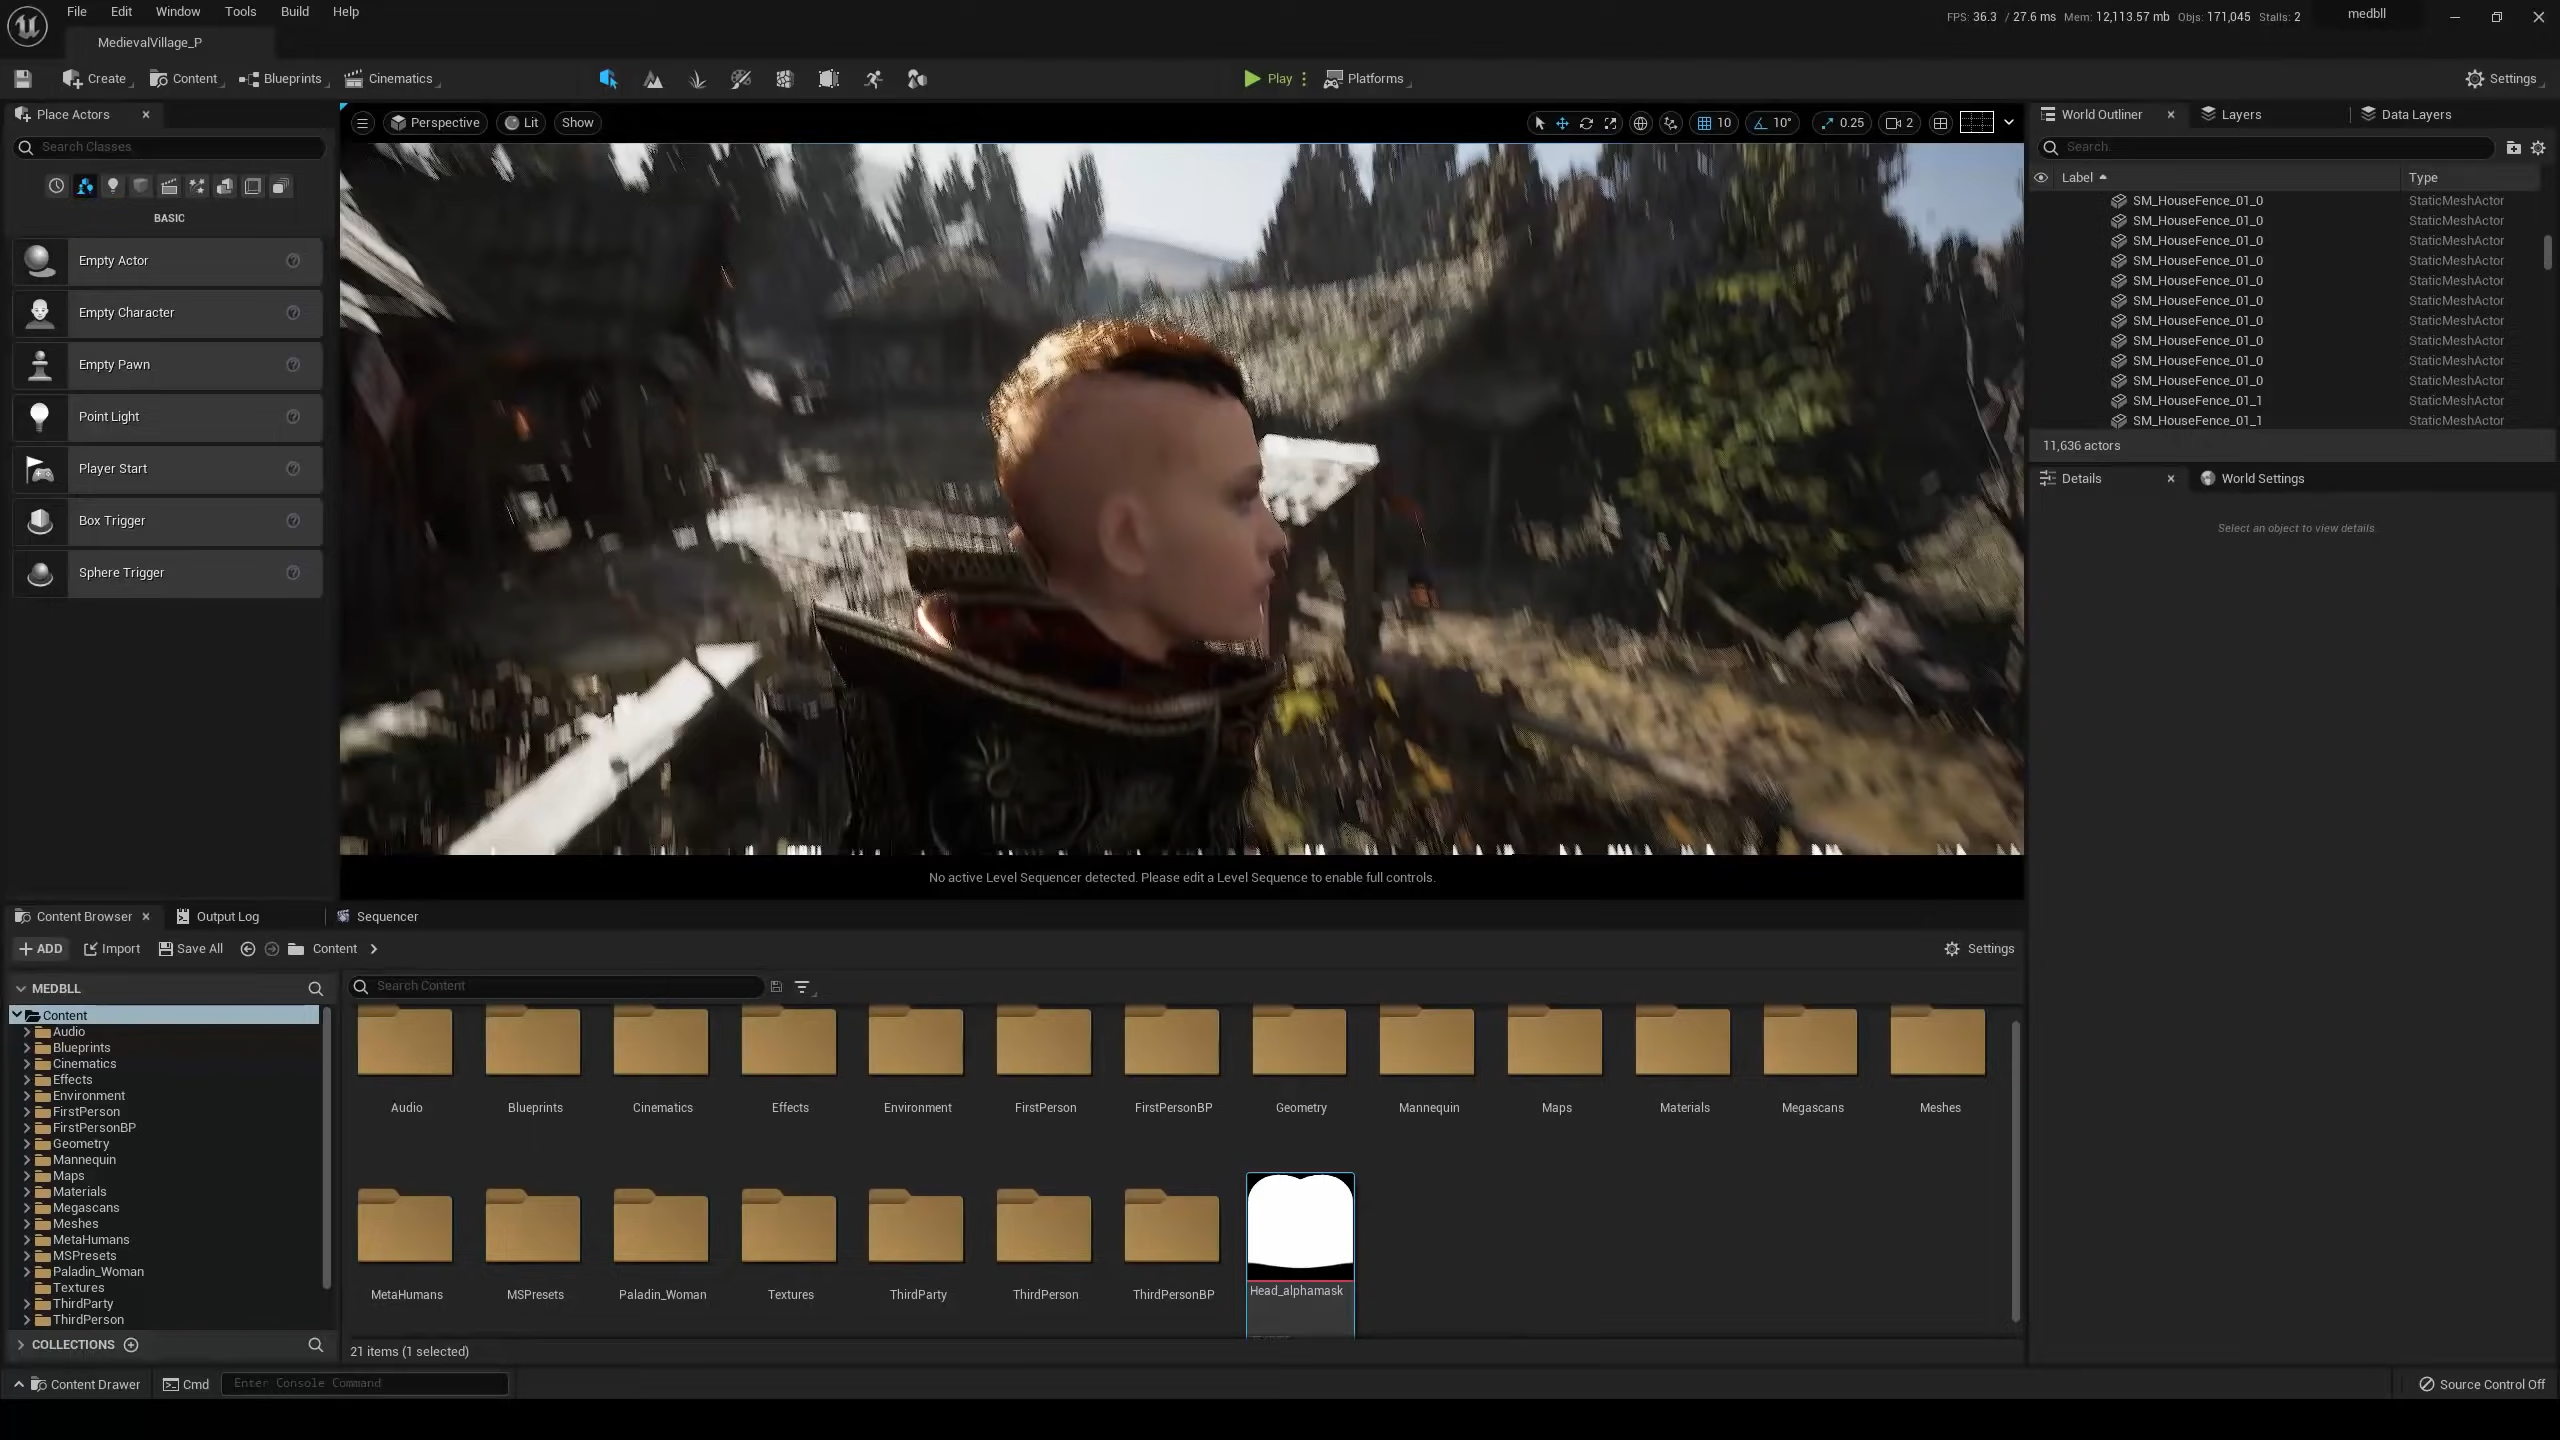 File Edit Window Tools Build Help
FPS: 36.3 / 27.6 ms Mem: 12,113.57 mb Objs: 171,045 Stalls: 2
medbll
MedievalVillage_P
Create Content Blueprints Cinematics
Play Platforms
Settings
Place Actors
Search Classes
BASIC
Empty Actor
Empty Character
Empty Pawn
Point Light
Player Start
Box Trigger
Sphere Trigger
Perspective Lit Show
10 10° 0.25 2
World Outliner Layers Data Layers
Search.
Label Type
SM_HouseFence_01_0 StaticMeshActor
SM_HouseFence_01_0 StaticMeshActor
SM_HouseFence_01_0 StaticMeshActor
SM_HouseFence_01_0 StaticMeshActor
SM_HouseFence_01_0 StaticMeshActor
SM_HouseFence_01_0 StaticMeshActor
SM_HouseFence_01_0 StaticMeshActor
SM_HouseFence_01_0 StaticMeshActor
SM_HouseFence_01_0 StaticMeshActor
SM_HouseFence_01_0 StaticMeshActor
SM_HouseFence_01_1 StaticMeshActor
SM_HouseFence_01_1 StaticMeshActor
11,636 actors
Details World Settings
Select an object to view details.
No active Level Sequencer detected. Please edit a Level Sequence to enable full controls.
Content Browser Output Log Sequencer
ADD Import Save All Content
Settings
MEDBLL
Content
Audio
Blueprints
Cinematics
Effects
Environment
FirstPerson
FirstPersonBP
Geometry
Mannequin
Maps
Materials
Megascans
Meshes
MetaHumans
MSPresets
Paladin_Woman
Textures
ThirdParty
ThirdPerson
COLLECTIONS
Search Content
Audio Blueprints Cinematics Effects Environment FirstPerson FirstPersonBP Geometry Mannequin Maps Materials Megascans Meshes
MetaHumans MSPresets Paladin_Woman Textures ThirdParty ThirdPerson ThirdPersonBP Head_alphamask
21 items (1 selected)
Content Drawer Cmd Enter Console Command
Source Control Off